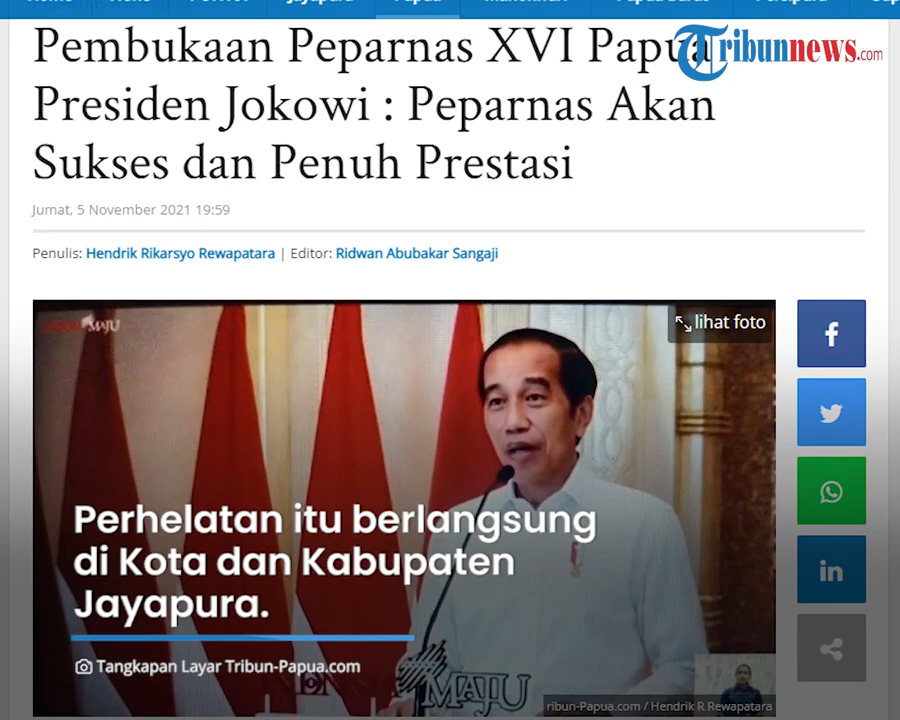 Tribunnews.com
Pembukaan Peparnas XVI Papua
Presiden Jokowi : Peparnas Akan
Sukses dan Penuh Prestasi
Jumat, 5 November 2021 19:59
Penulis: Hendrik Rikarsyo Rewapatara | Editor: Ridwan Abubakar Sangaji
MAJU
lihat foto
Perhelatan itu berlangsung
di Kota dan Kabupaten
Jayapura.
Tangkapan Layar Tribun-Papua.com
MAJU
ribun-Papua.com / Hendrik R Rewapatara